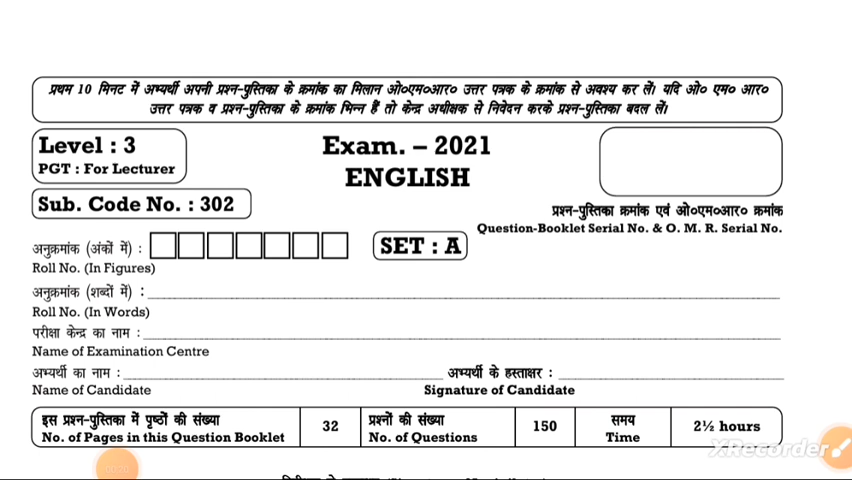 प्रथम 10 मिनट में अभ्यर्थी अपनी प्रश्न-पुस्तिका के क्रमांक का मिलान ओ०एम०आर० उत्तर पत्रक के क्रमांक से अवश्य कर लें। यदि ओ० एम० आर०
उत्तर पत्रक व प्रश्न-पुस्तिका के क्रमांक भिन्न हैं तो केन्द्र अधीक्षक से निवेदन करके प्रश्न-पुस्तिका बदल लें।
Level : 3
PGT : For Lecturer
Exam. – 2021
ENGLISH
Sub. Code No. : 302
प्रश्न-पुस्तिका क्रमांक एवं ओ०एम०आर० क्रमांक
Question-Booklet Serial No. & O. M. R. Serial No.
अनुक्रमांक (अंकों में) :
Roll No. (In Figures)
SET : A
अनुक्रमांक (शब्दों में) :
Roll No. (In Words)
परीक्षा केन्द्र का नाम :
Name of Examination Centre
अभ्यर्थी का नाम : अभ्यर्थी के हस्ताक्षर :
Name of Candidate Signature of Candidate
इस प्रश्न-पुस्तिका में पृष्ठों की संख्या
No. of Pages in this Question Booklet
32
प्रश्नों की संख्या
No. of Questions
150
समय
Time
2½ hours
XRecorder
00:20